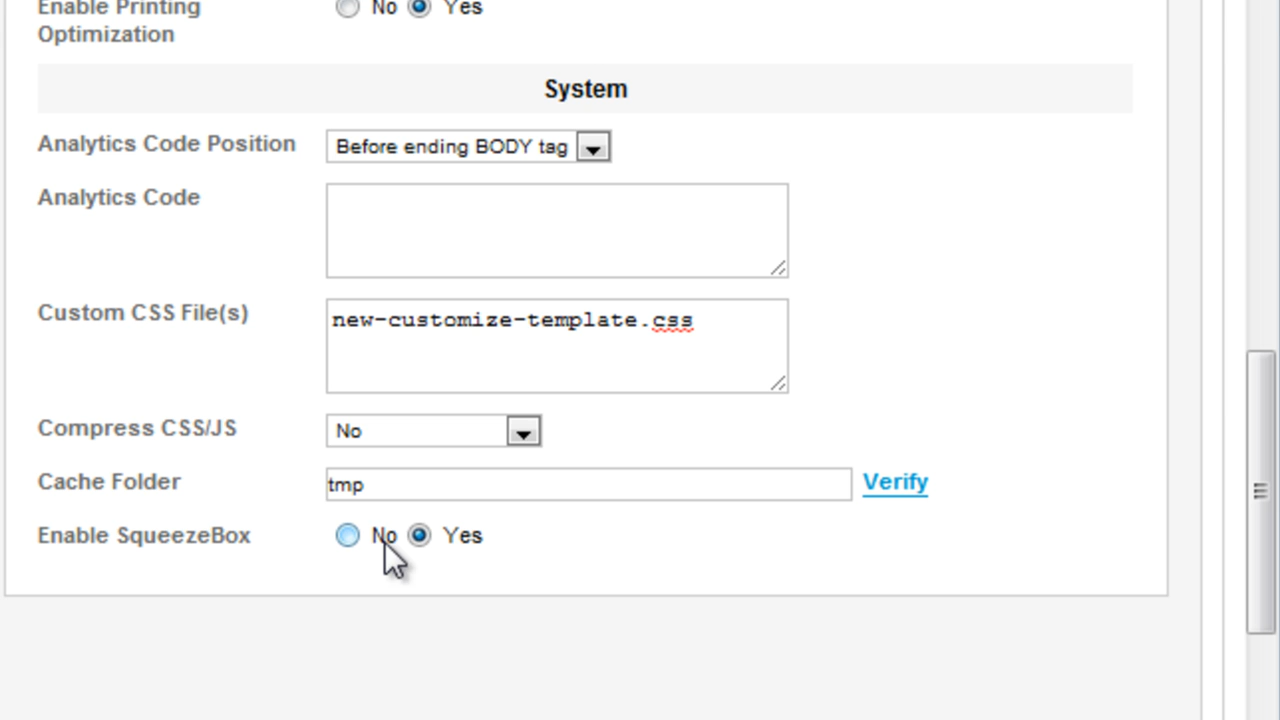 Enable Printing No Yes
Optimization
System
Analytics Code Position Before ending BODY tag
Analytics Code
Custom CSS File(s) new-customize-template.css
Compress CSS/JS No
Cache Folder tmp Verify
Enable SqueezeBox No Yes